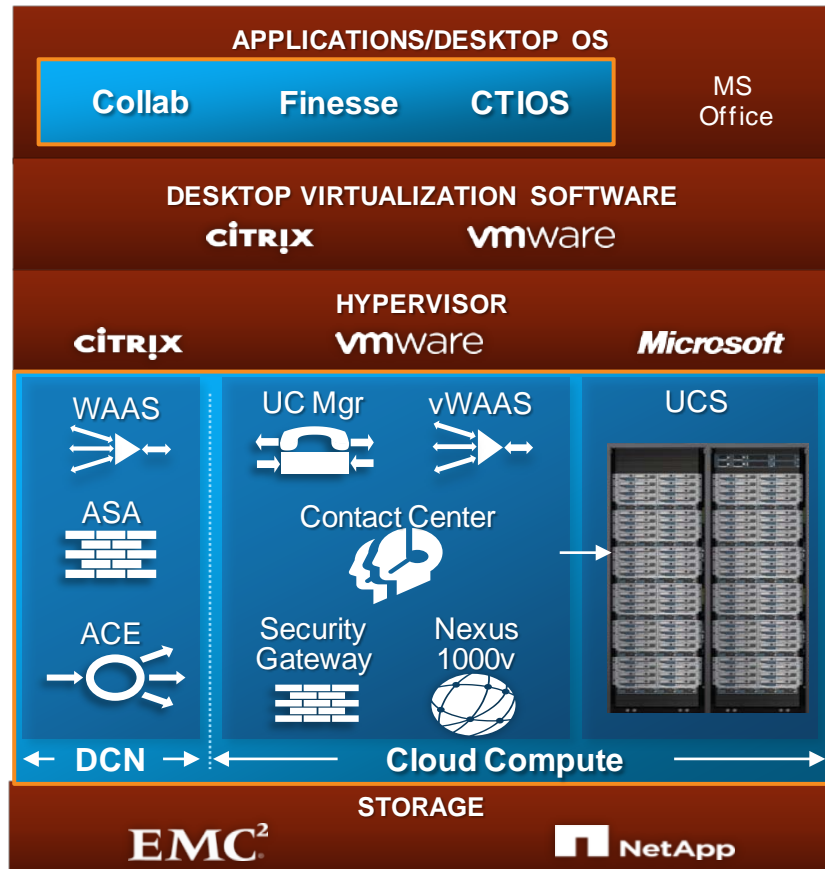 APPLICATIONS/DESKTOP OS
Collab Finesse CTIOS
MS
Office
DESKTOP VIRTUALIZATION SOFTWARE
CiTRIX vmware
HYPERVISOR
CiTRIX vmware Microsoft
WAAS UC Mgr vWAAS UCS
ASA
Contact Center
ACE
Security
Gateway
Nexus
1000v
DCN Cloud Compute
STORAGE
EMC² NetApp